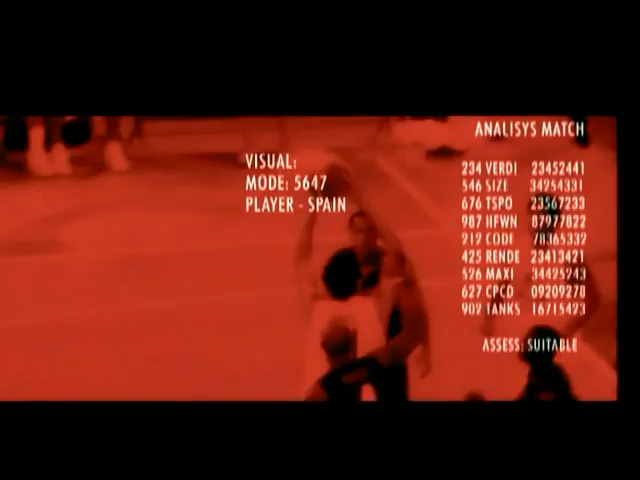 ANALISYS MATCH
VISUAL:
MODE: 5647
PLAYER - SPAIN
234 VERDI 23452441
546 SIZE 34254331
676 TSPO 23567233
987 HFWN 87977822
212 CODE 78365332
425 RENDE 23413421
526 MAXI 34425243
627 CPCD 09209278
902 TANKS 16715423
ASSESS: SUITABLE